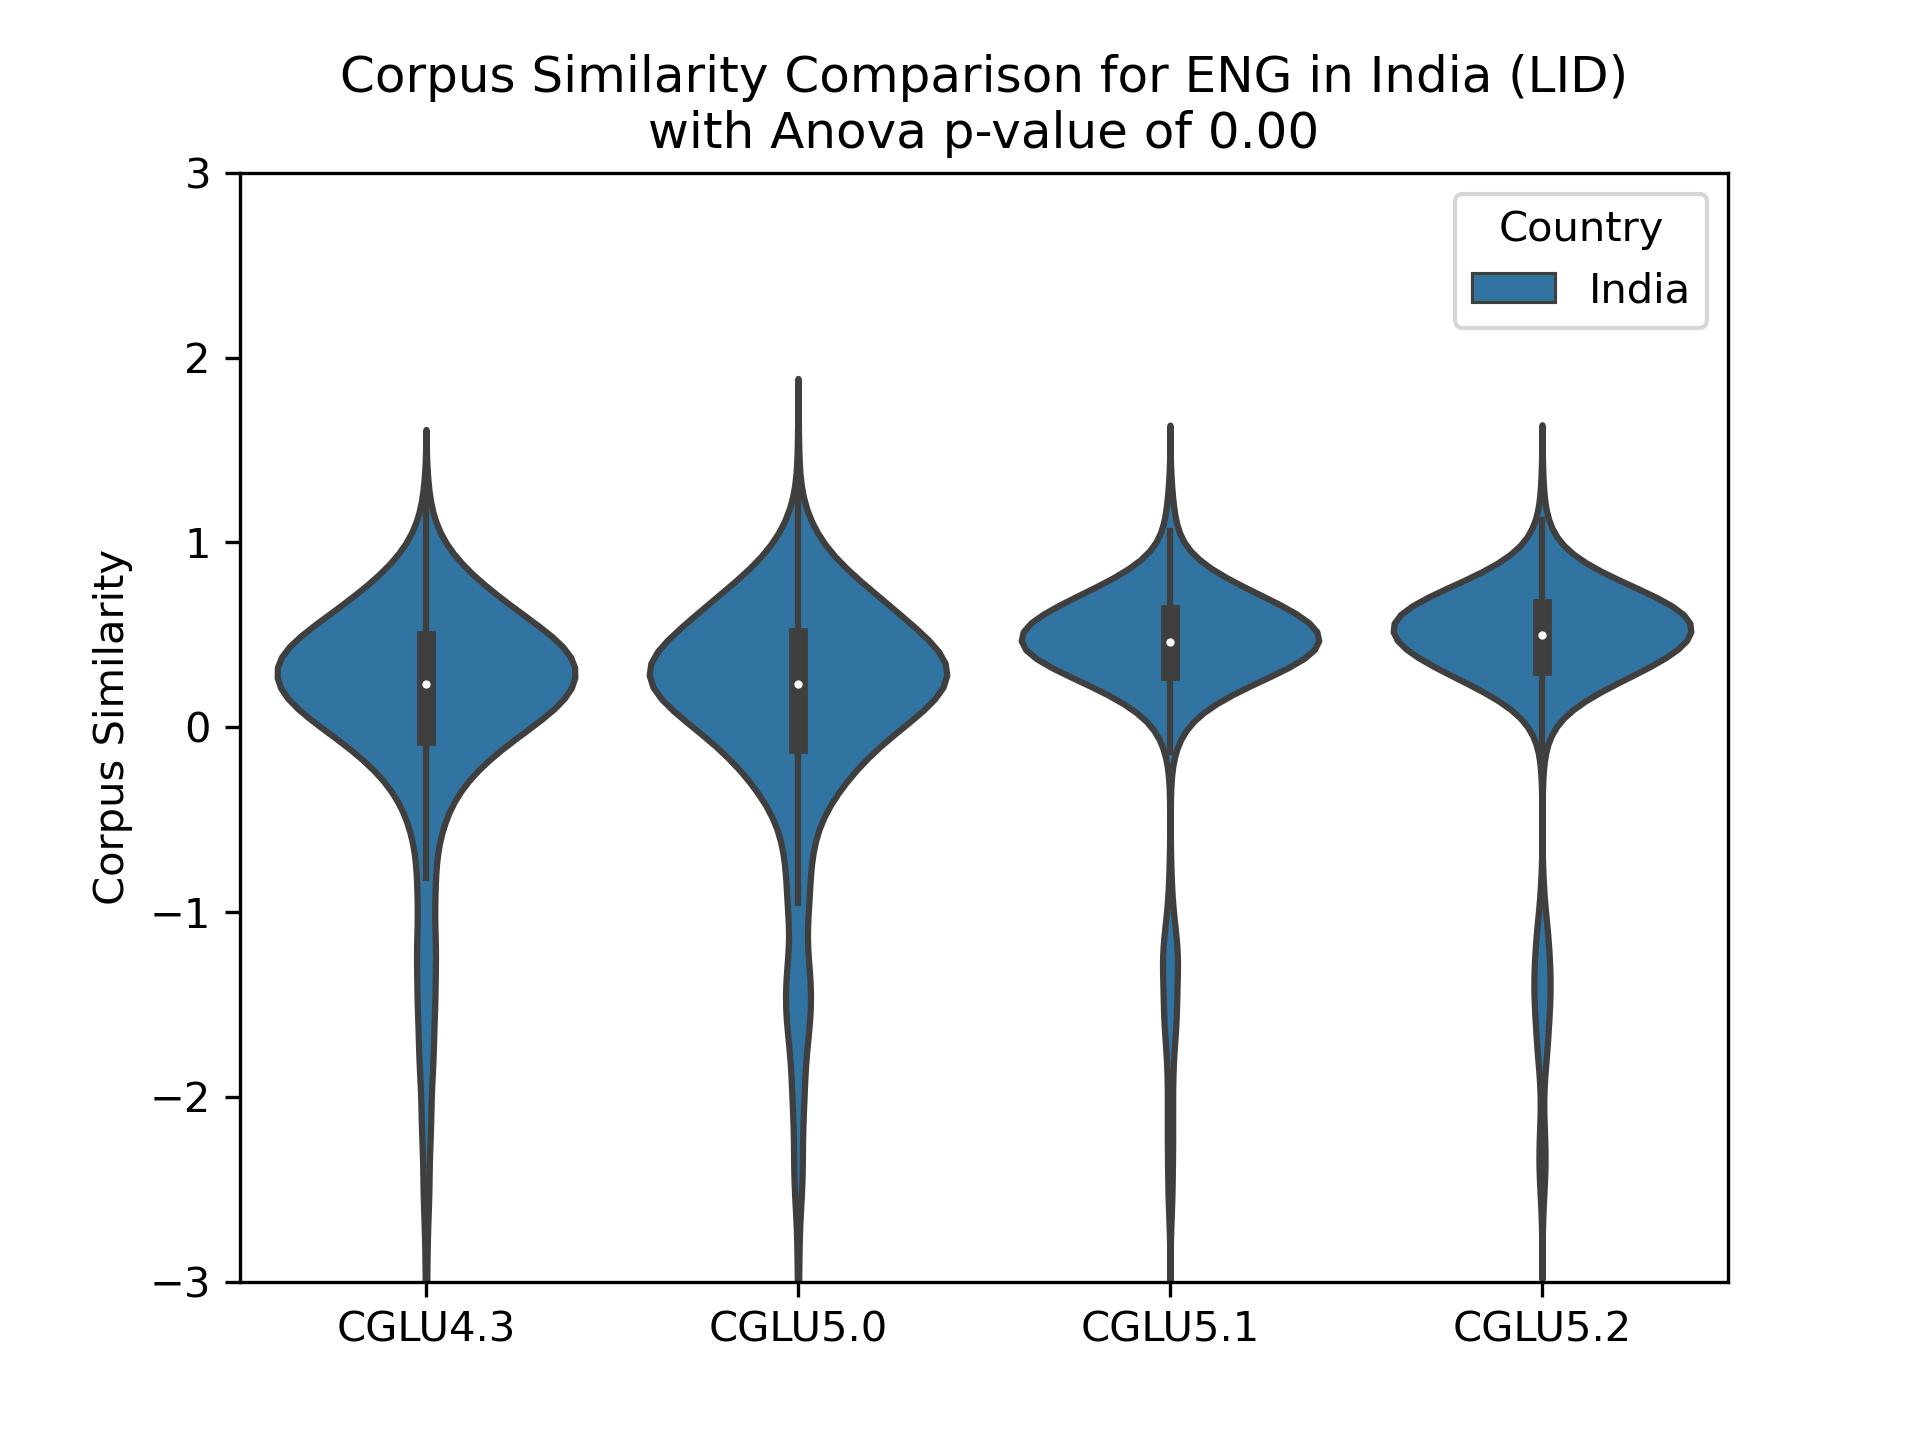 Corpus Similarity Comparison for ENG in India (LID)
with Anova p-value of 0.00
Country
India
Corpus Similarity
3
2
1
0
−1
−2
−3
CGLU4.3
CGLU5.0
CGLU5.1
CGLU5.2